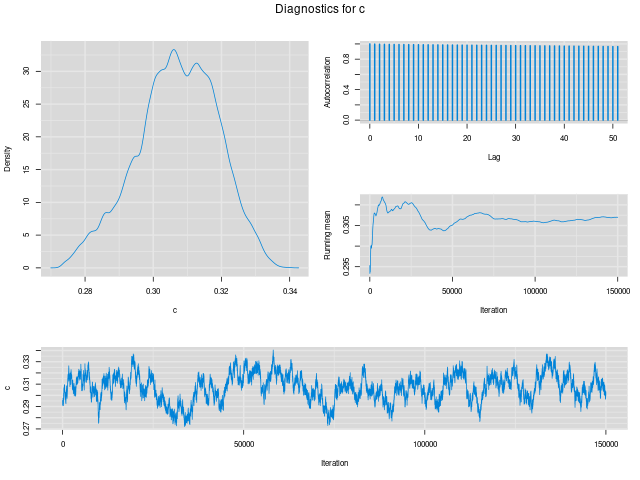 Diagnostics for c
Density
0 5 10 15 20 25 30
0.28 0.30 0.32 0.34
c
Autocorrelation
0.0 0.4 0.8
0 10 20 30 40 50
Lag
Running mean
0.295 0.305
0 50000 100000 150000
Iteration
c
0.27 0.29 0.31 0.33
0 50000 100000 150000
Iteration